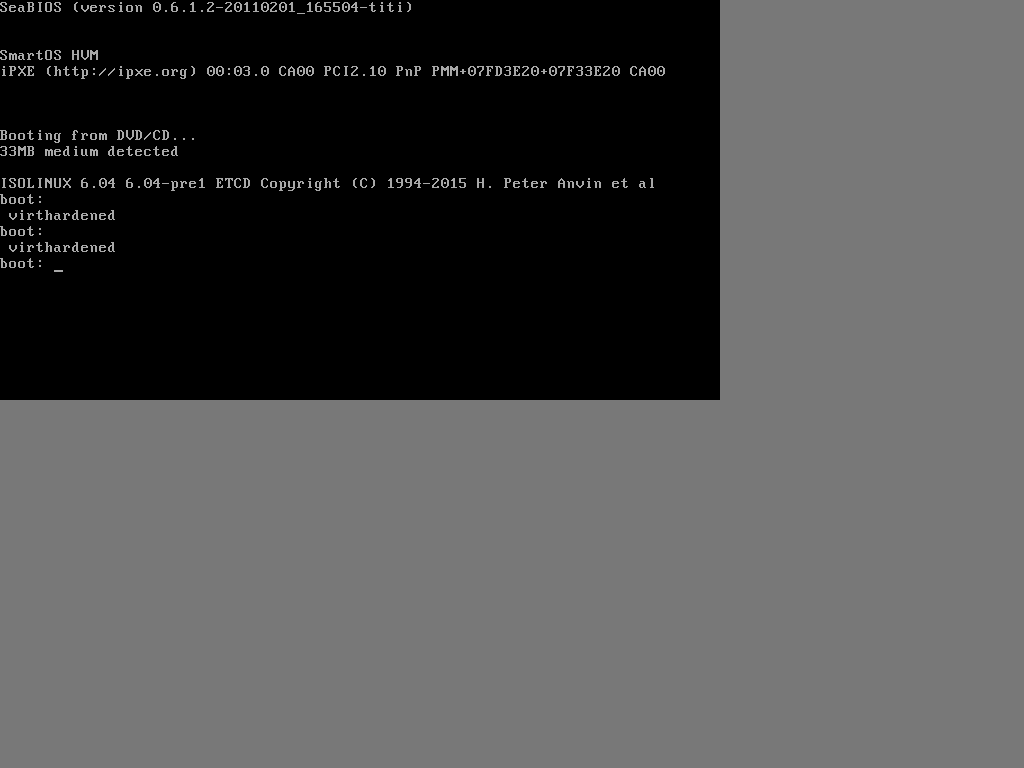 SeaBIOS (version 0.6.1.2-20110201_165504-titi)
SmartOS HVM
iPXE (http://ipxe.org) 00:03.0 CA00 PCI2.10 PnP PMM+07FD3E20+07F33E20 CA00
Booting from DVD/CD...
33MB medium detected
ISOLINUX 6.04 6.04-pre1 ETCD Copyright (C) 1994-2015 H. Peter Anvin et al
boot:
virthardened
boot:
virthardened
boot: _